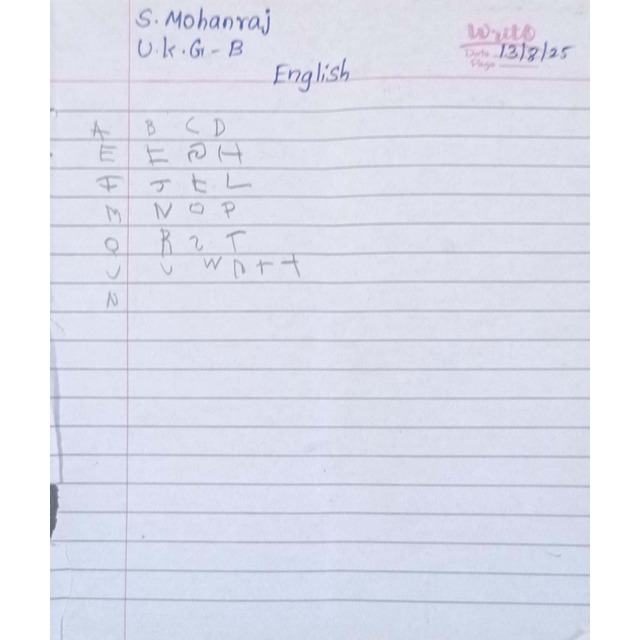 S. Mohanraj
U.K.G - B
Write
Date 13/8/25
Page
English
A B C D
E E a H
F J t L
M N O P
Q R 2 T
U U W n + t
N